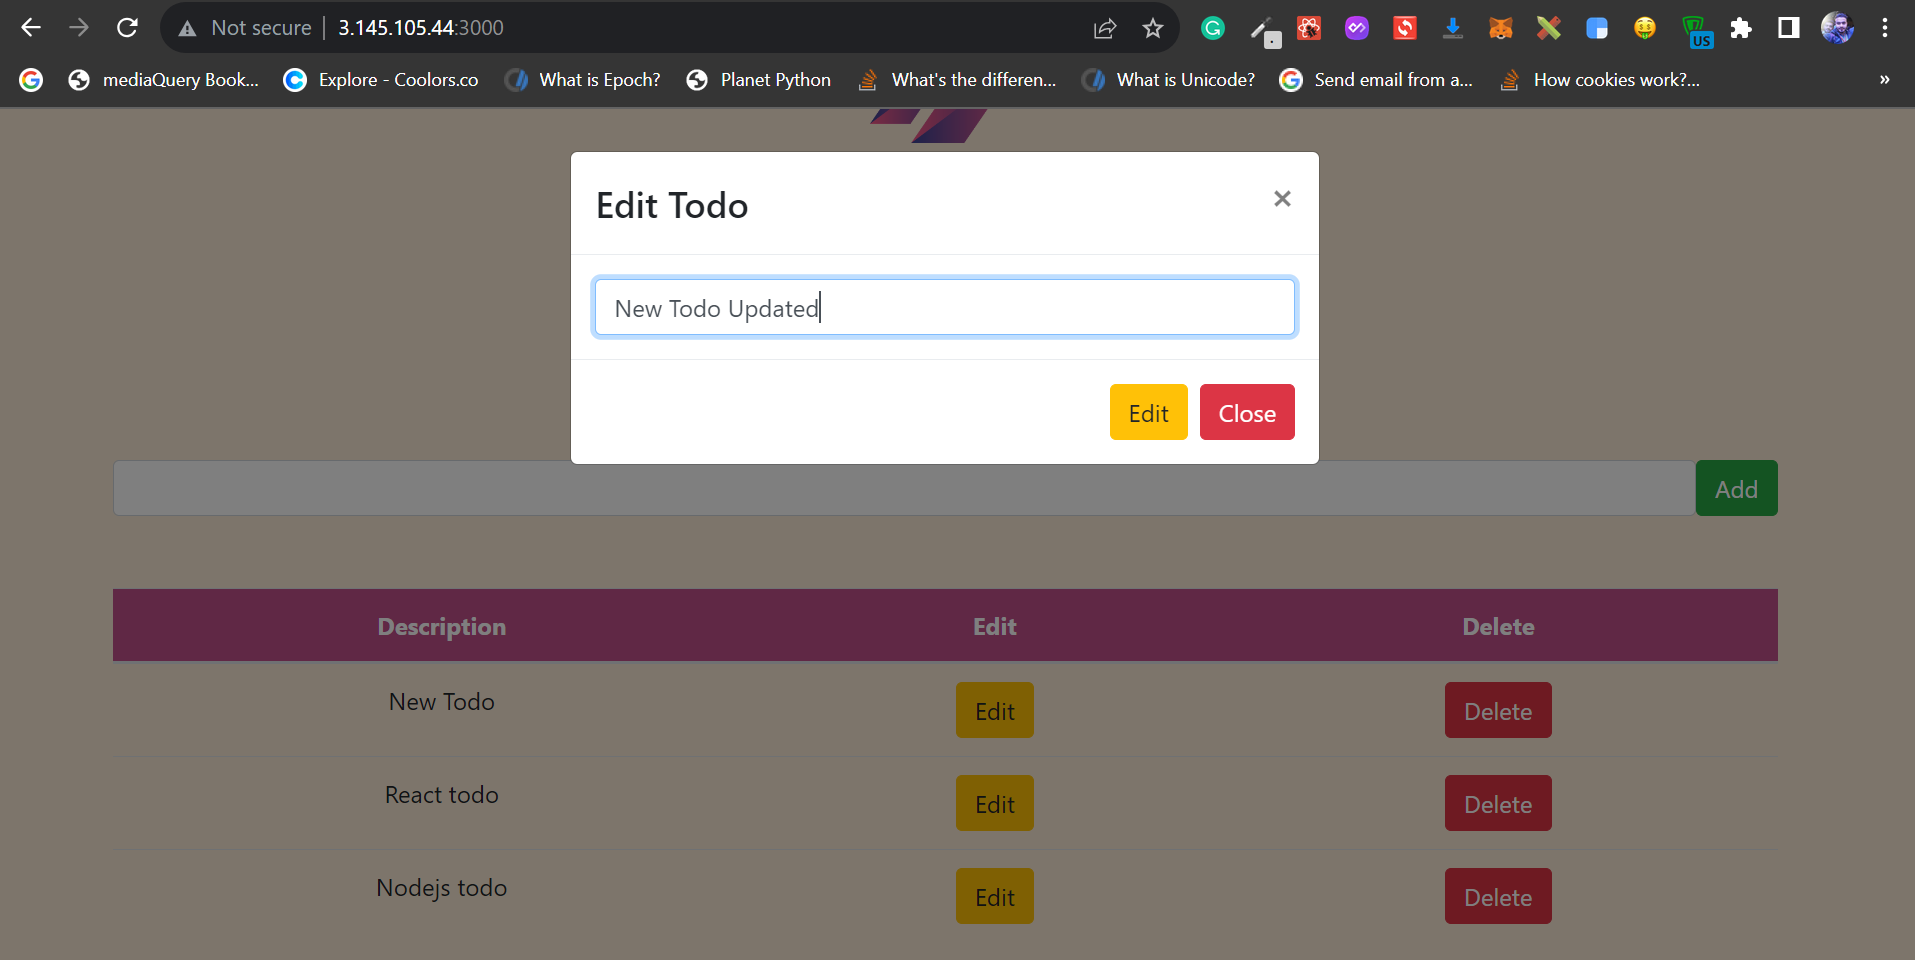 Not secure 3.145.105.44:3000
US
mediaQuery Book... Explore - Coolors.co What is Epoch? Planet Python What's the differen... What is Unicode? Send email from a... How cookies work?... »
Edit Todo ×
New Todo Updated
Edit Close
Add
Description Edit Delete
New Todo Edit Delete
React todo Edit Delete
Nodejs todo Edit Delete